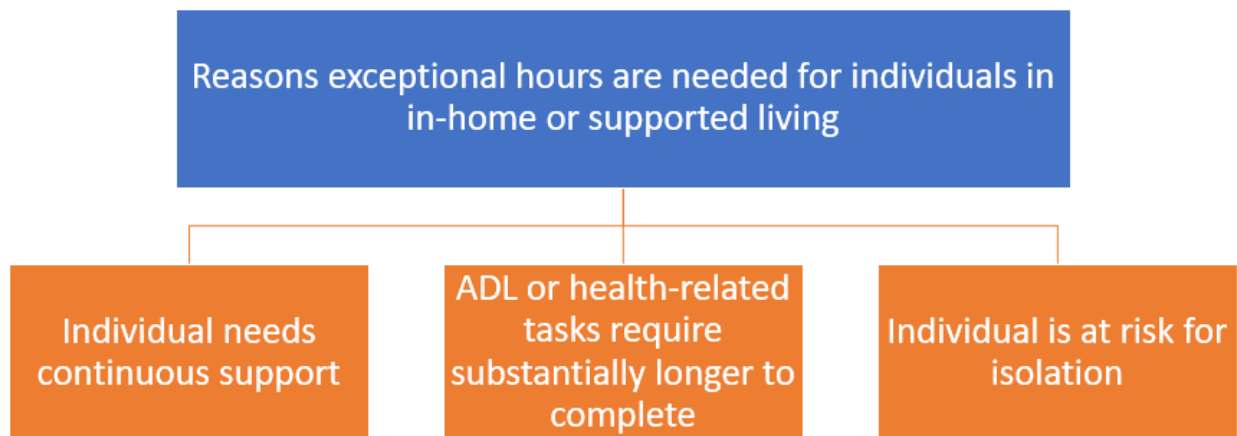 Reasons exceptional hours are needed for individuals in
in-home or supported living
Individual needs
continuous support
ADL or health-related
tasks require
substantially longer to
complete
Individual is at risk for
isolation